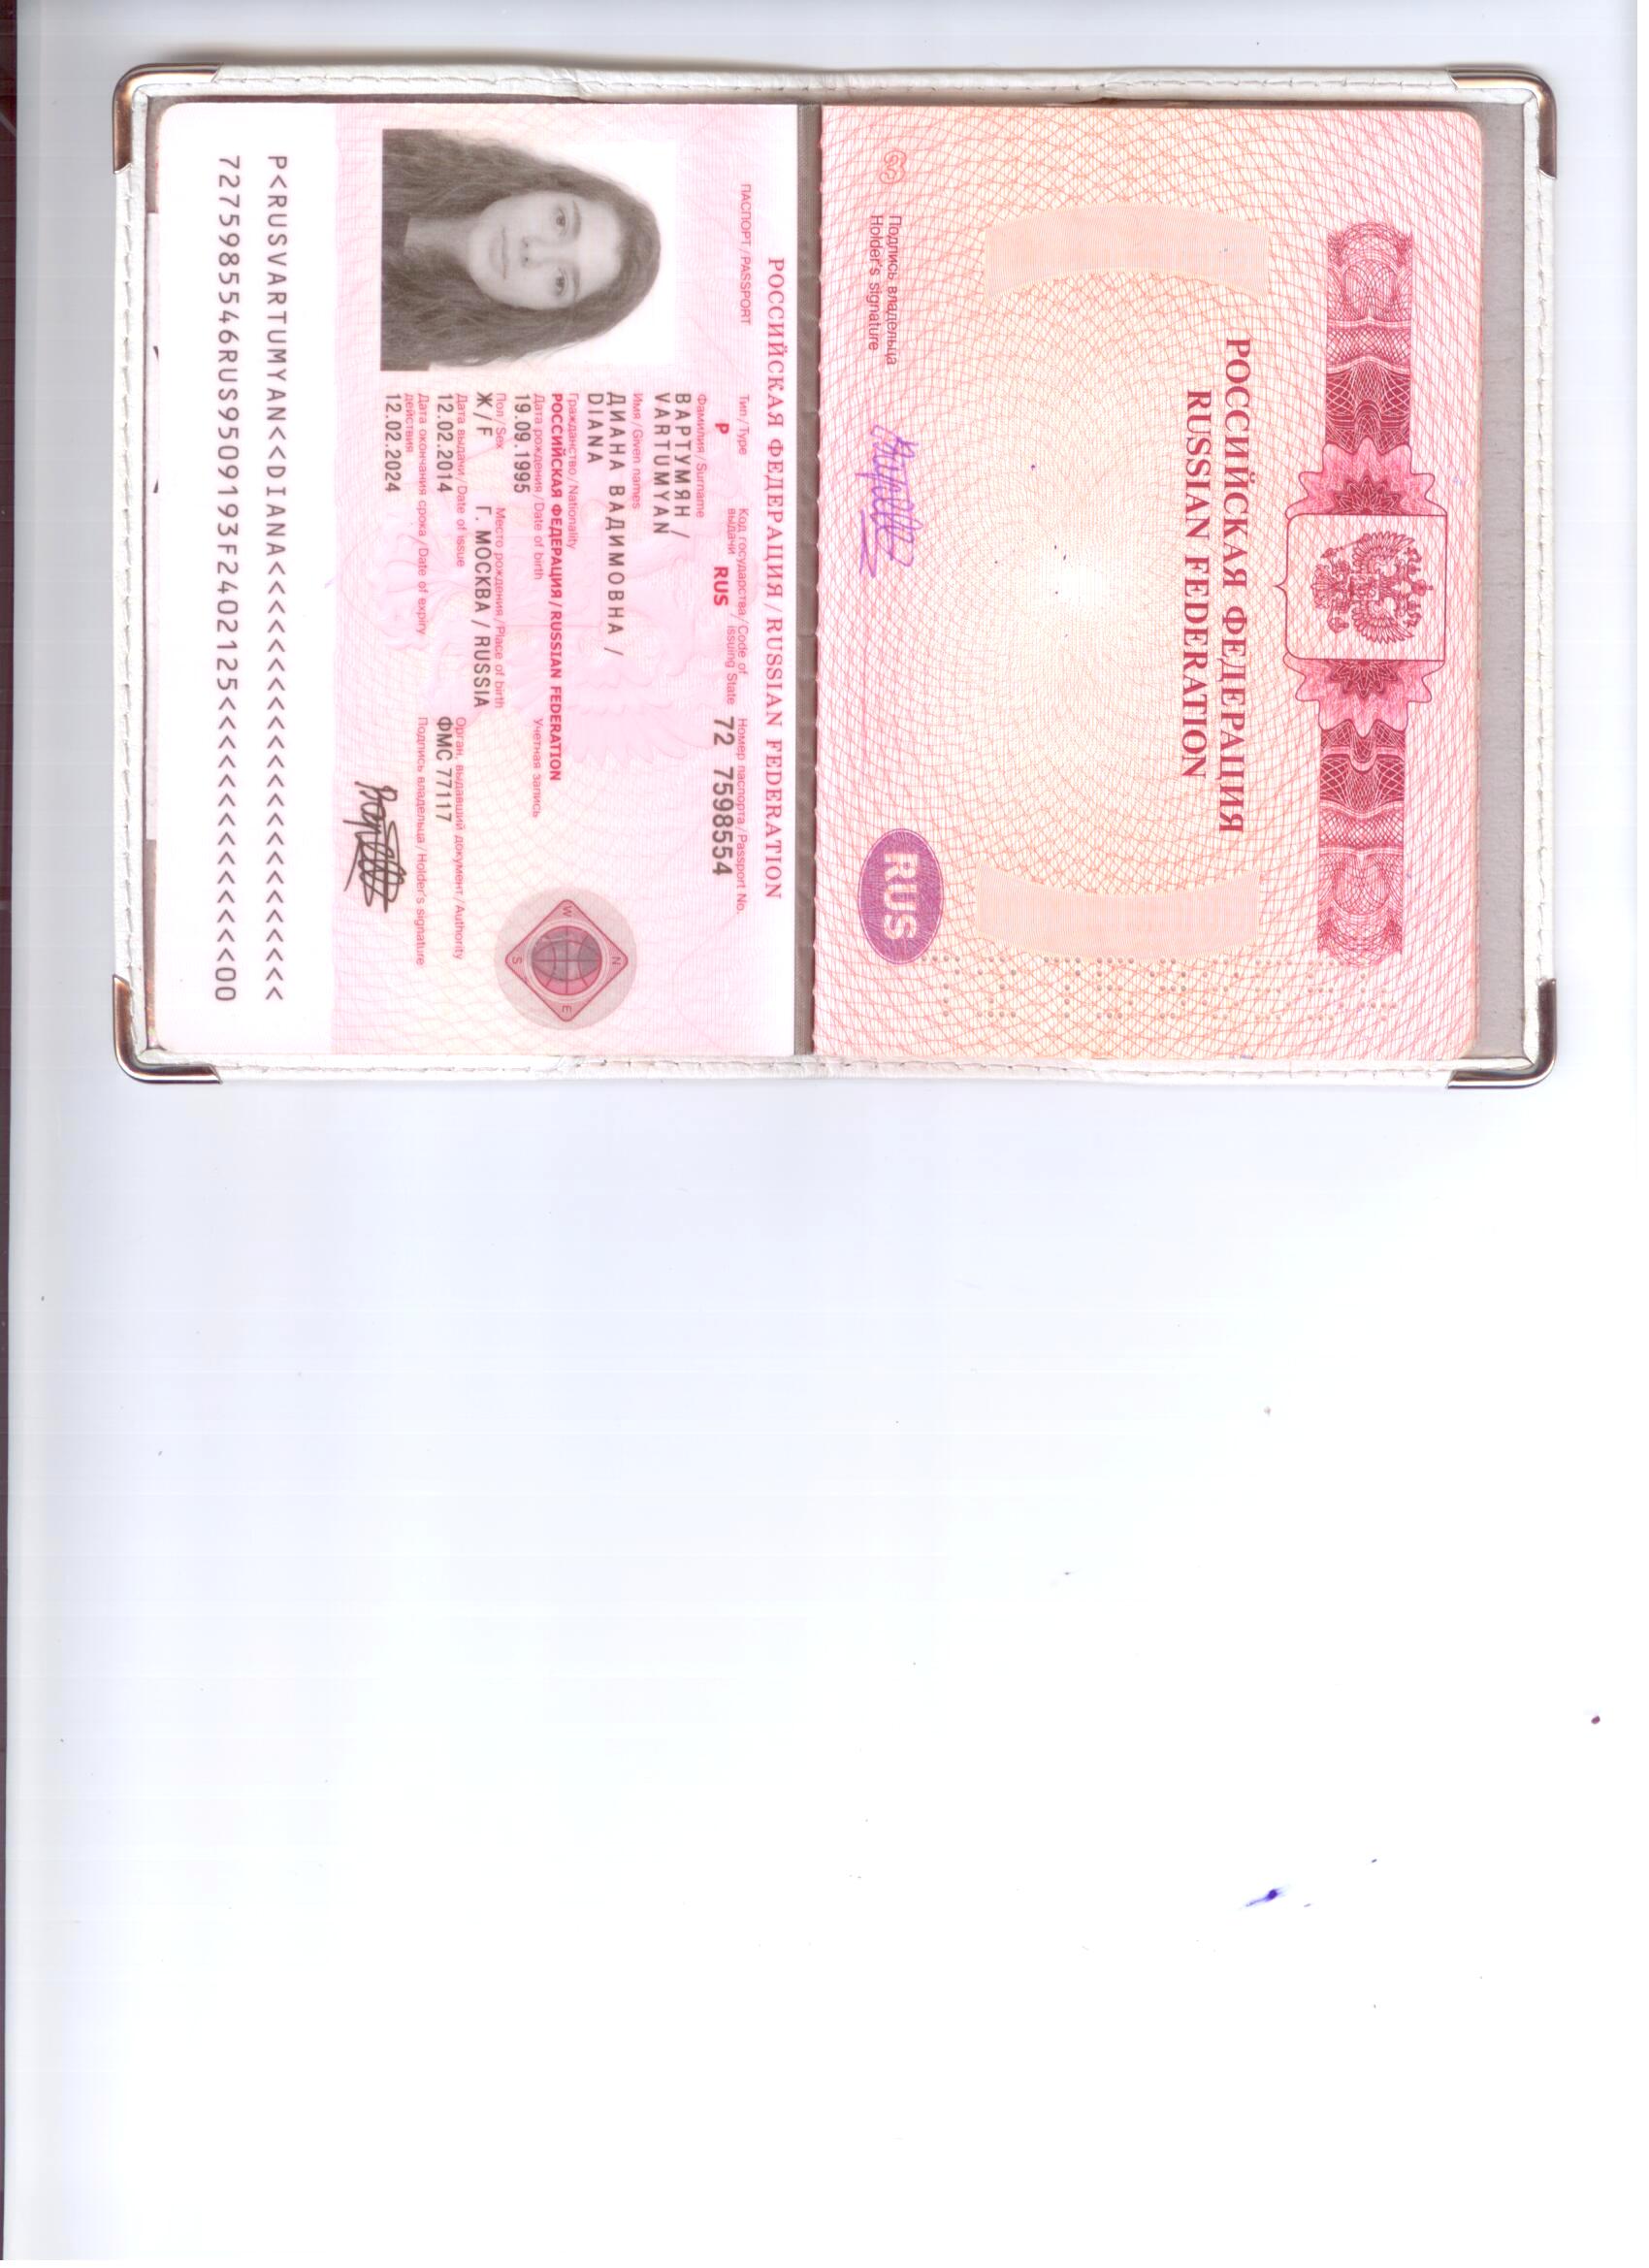 РОССИЙСКАЯ ФЕДЕРАЦИЯ
RUSSIAN FEDERATION
3
Подпись владельца
Holder's signature
RUS
РОССИЙСКАЯ ФЕДЕРАЦИЯ / RUSSIAN FEDERATION
ПАСПОРТ / PASSPORT
Тип / Type
Код государства / Code of
выдачи issuing State
Номер паспорта / Passport No.
P RUS 72 7598554
Фамилия / Surname
ВАРТУМЯН /
VARTUMYAN
Имя / Given names
ДИАНА ВАДИМОВНА /
DIANA
Гражданство / Nationality
РОССИЙСКАЯ ФЕДЕРАЦИЯ / RUSSIAN FEDERATION
Дата рождения / Date of birth
Учетная запись
19.09.1995
Пол / Sex
Место рождения / Place of birth
Ж / F Г. МОСКВА / RUSSIA
Дата выдачи / Date of issue
Орган, выдавший документ / Authority
12.02.2014 ФМС 77117
Дата окончания срока / Date of expiry
действия
Подпись владельца / Holder's signature
12.02.2024
N
E
S
W
P<RUSVARTUMYAN<<DIANA<<<<<<<<<<<<<<<<<<<<<<<
7275985546RUS9509193F2402125<<<<<<<<<<<<<<00